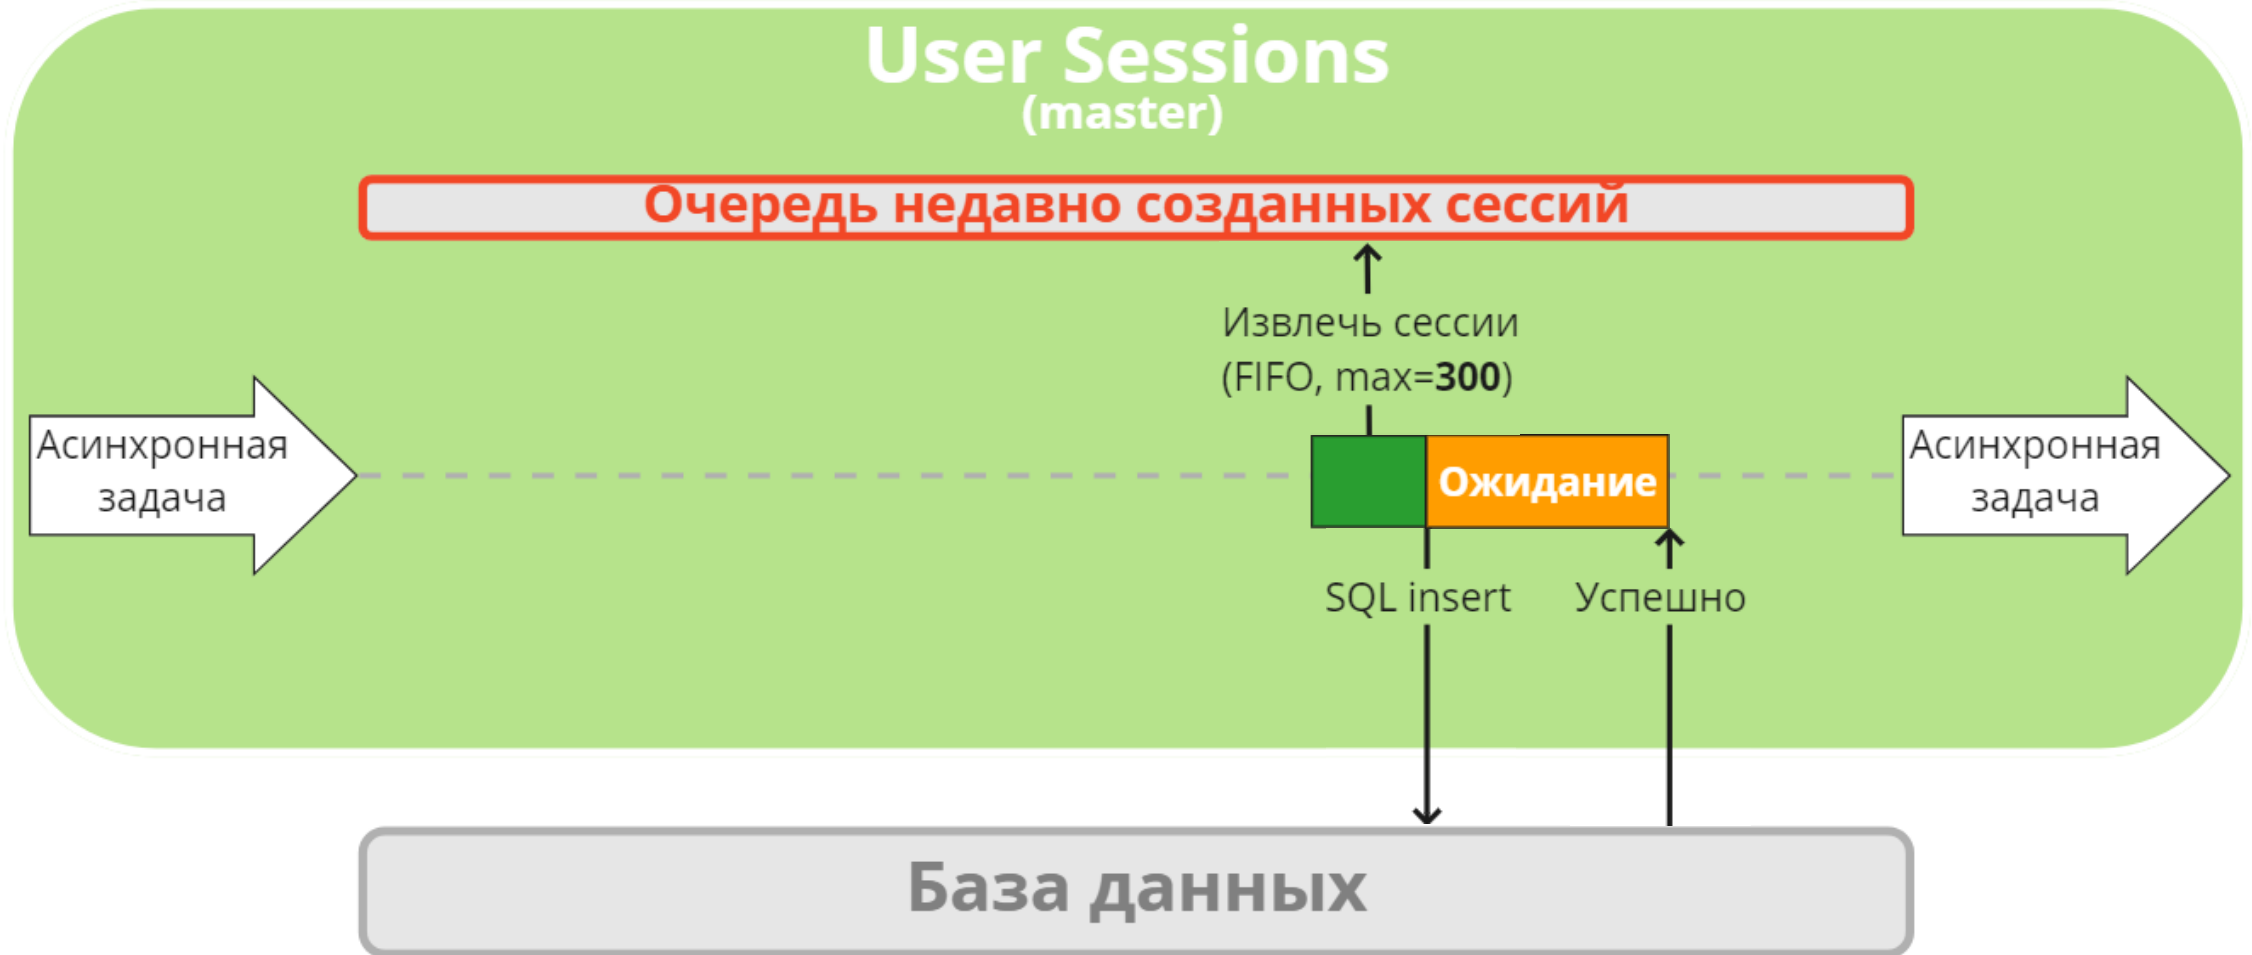 User Sessions
(master)
Очередь недавно созданных сессий
Извлечь сессии
(FIFO, max=300)
Асинхронная
задача
Ожидание
Асинхронная
задача
SQL insert
Успешно
База данных